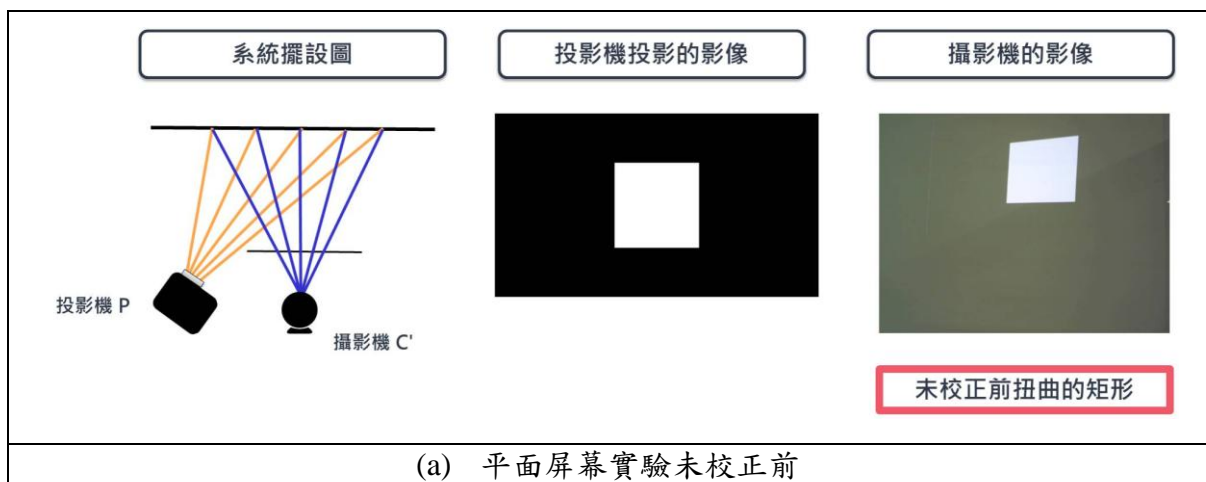 系統擺設圖
投影機投影的影像
攝影機的影像
投影機 P
攝影機 C'
未校正前扭曲的矩形
(a) 平面屏幕實驗未校正前